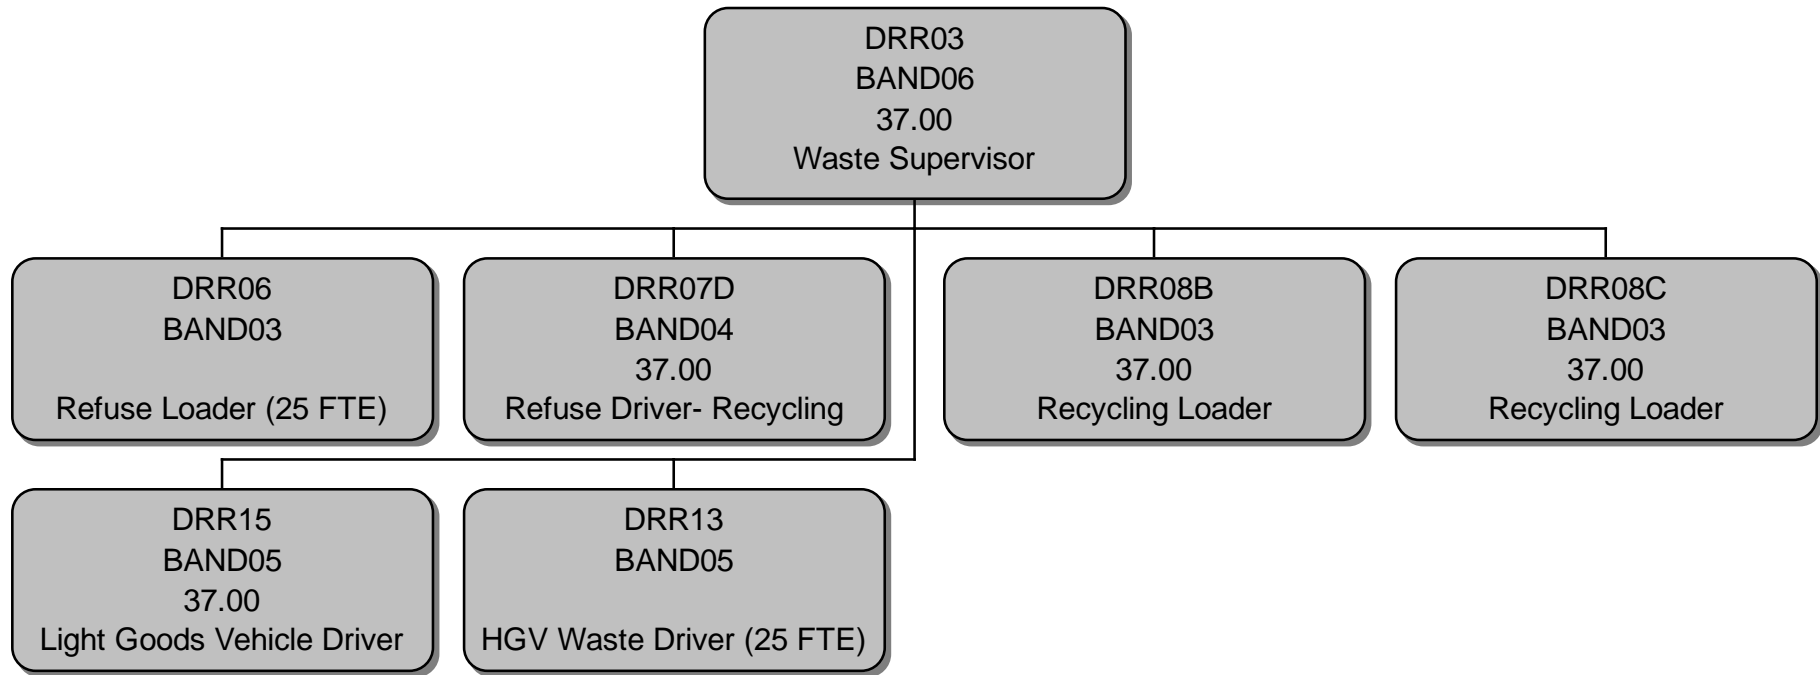 DRR03
BAND06
37.00
Waste Supervisor
DRR06
BAND03
Refuse Loader (25 FTE)
DRR07D
BAND04
37.00
Refuse Driver- Recycling
DRR08B
BAND03
37.00
Recycling Loader
DRR08C
BAND03
37.00
Recycling Loader
DRR15
BAND05
37.00
Light Goods Vehicle Driver
DRR13
BAND05
HGV Waste Driver (25 FTE)